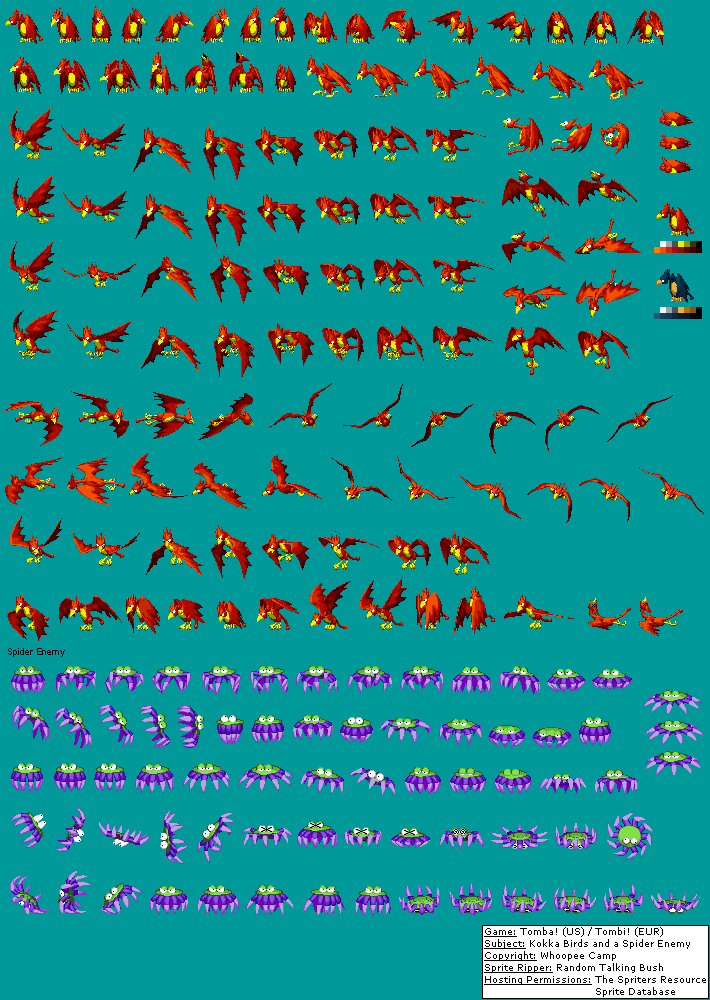 Spider Enemy
Game: Tomba! (US) / Tombi! (EUR)
Subject: Kokka Birds and a Spider Enemy
Copyright: Whoopee Camp
Sprite Ripper: Random Talking Bush
Hosting Permissions: The Spriters Resource
Sprite Database